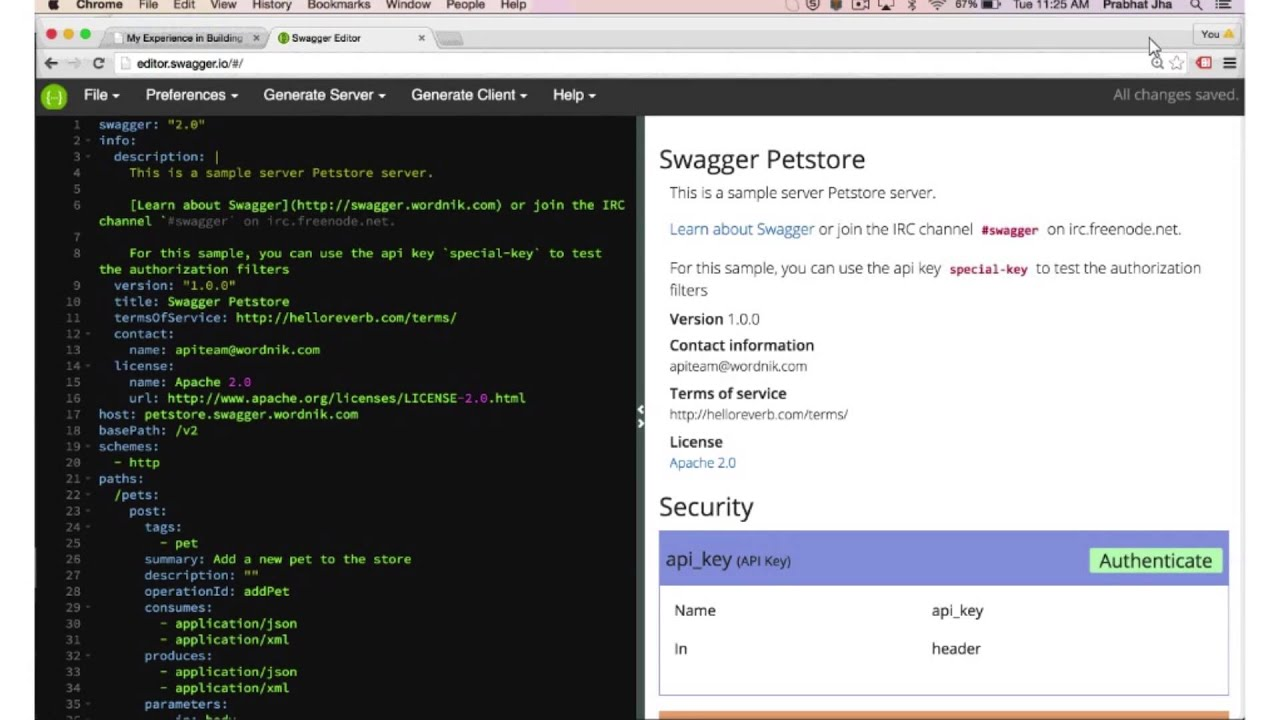 Chrome File Edit View History Bookmarks Window People Help 67% Tue 11:25 AM Prabhat Jha
My Experience in Building × Swagger Editor × You
editor.swagger.io/#/
{--} File Preferences Generate Server Generate Client Help All changes saved.
1 swagger: "2.0"
2 info:
3 description: |
4 This is a sample server Petstore server.
5
6 [Learn about Swagger](http://swagger.wordnik.com) or join the IRC
channel `#swagger` on irc.freenode.net.
7
8 For this sample, you can use the api key `special-key` to test
the authorization filters
9 version: "1.0.0"
10 title: Swagger Petstore
11 termsOfService: http://helloreverb.com/terms/
12 contact:
13 name: apiteam@wordnik.com
14 license:
15 name: Apache 2.0
16 url: http://www.apache.org/licenses/LICENSE-2.0.html
17 host: petstore.swagger.wordnik.com
18 basePath: /v2
19 schemes:
20 - http
21 paths:
22 /pets:
23 post:
24 tags:
25 - pet
26 summary: Add a new pet to the store
27 description: ""
28 operationId: addPet
29 consumes:
30 - application/json
31 - application/xml
32 produces:
33 - application/json
34 - application/xml
35 parameters:
Swagger Petstore
This is a sample server Petstore server.
Learn about Swagger or join the IRC channel #swagger on irc.freenode.net.
For this sample, you can use the api key special-key to test the authorization
filters
Version 1.0.0
Contact information
apiteam@wordnik.com
Terms of service
http://helloreverb.com/terms/
License
Apache 2.0
Security
api_key (API Key) Authenticate
Name api_key
In header